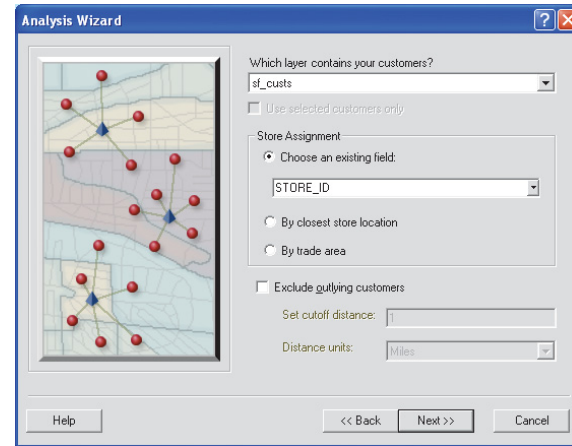 Analysis Wizard
Which layer contains your customers?
sf_custs
Use selected customers only
Store Assignment
Choose an existing field:
STORE_ID
By closest store location
By trade area
Exclude outlying customers
Set cutoff distance: 1
Distance units: Miles
Help << Back Next >> Cancel